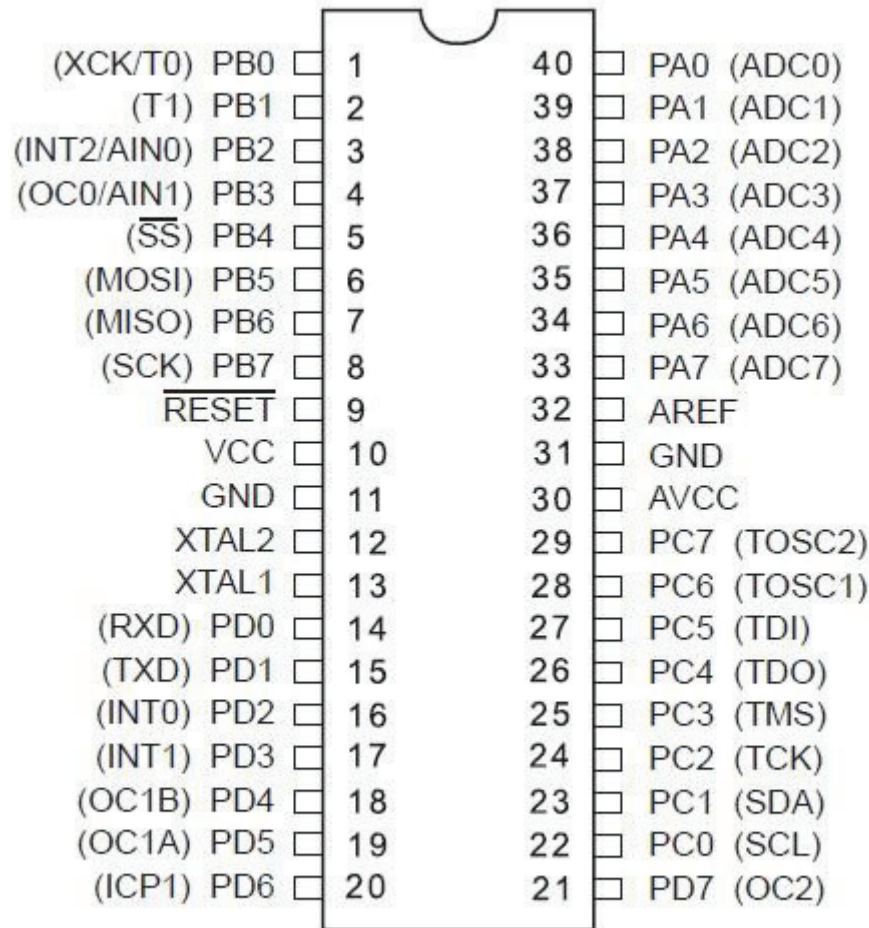 (XCK/T0) PB0 1 40 PA0 (ADC0)
(T1) PB1 2 39 PA1 (ADC1)
(INT2/AIN0) PB2 3 38 PA2 (ADC2)
(OC0/AIN1) PB3 4 37 PA3 (ADC3)
(S̅S̅) PB4 5 36 PA4 (ADC4)
(MOSI) PB5 6 35 PA5 (ADC5)
(MISO) PB6 7 34 PA6 (ADC6)
(SCK) PB7 8 33 PA7 (ADC7)
R̅E̅S̅E̅T̅ 9 32 AREF
VCC 10 31 GND
GND 11 30 AVCC
XTAL2 12 29 PC7 (TOSC2)
XTAL1 13 28 PC6 (TOSC1)
(RXD) PD0 14 27 PC5 (TDI)
(TXD) PD1 15 26 PC4 (TDO)
(INT0) PD2 16 25 PC3 (TMS)
(INT1) PD3 17 24 PC2 (TCK)
(OC1B) PD4 18 23 PC1 (SDA)
(OC1A) PD5 19 22 PC0 (SCL)
(ICP1) PD6 20 21 PD7 (OC2)